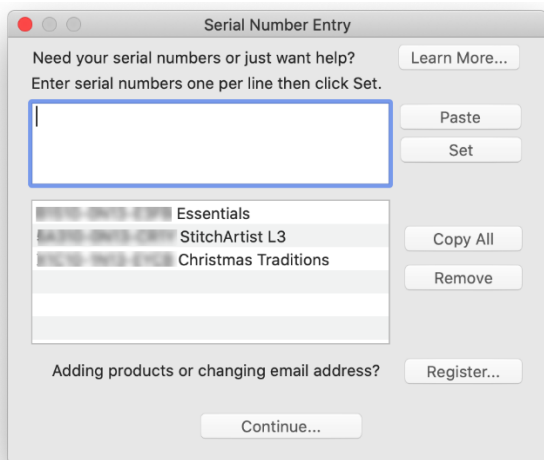 Serial Number Entry
Need your serial numbers or just want help?
Learn More...
Enter serial numbers one per line then click Set.
Paste
Set
Essentials
StitchArtist L3
Christmas Traditions
Copy All
Remove
Adding products or changing email address?
Register...
Continue...